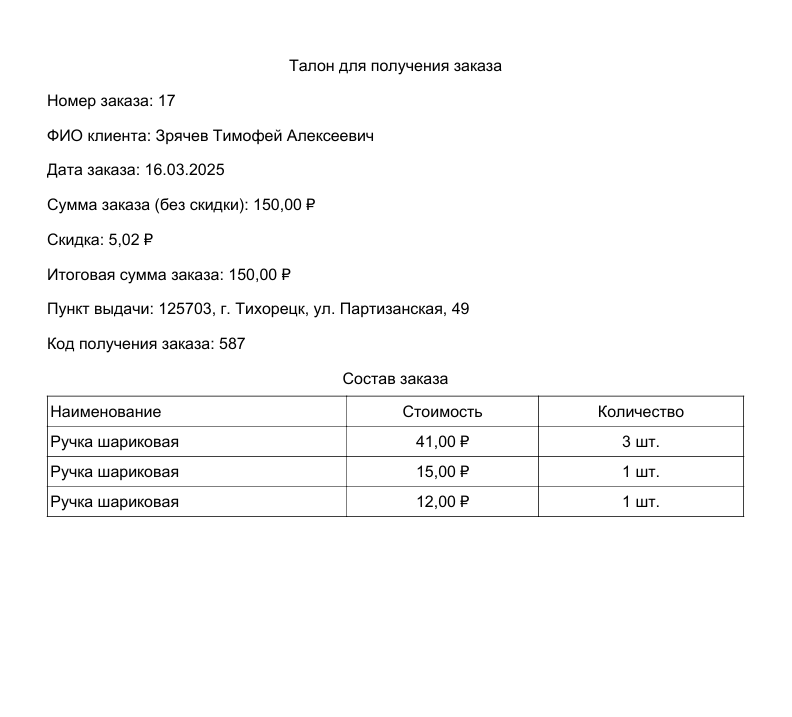 Талон для получения заказа
Номер заказа: 17
ФИО клиента: Зрячев Тимофей Алексеевич
Дата заказа: 16.03.2025
Сумма заказа (без скидки): 150,00 ₽
Скидка: 5,02 ₽
Итоговая сумма заказа: 150,00 ₽
Пункт выдачи: 125703, г. Тихорецк, ул. Партизанская, 49
Код получения заказа: 587
Состав заказа
Наименование Стоимость Количество
Ручка шариковая 41,00 ₽ 3 шт.
Ручка шариковая 15,00 ₽ 1 шт.
Ручка шариковая 12,00 ₽ 1 шт.